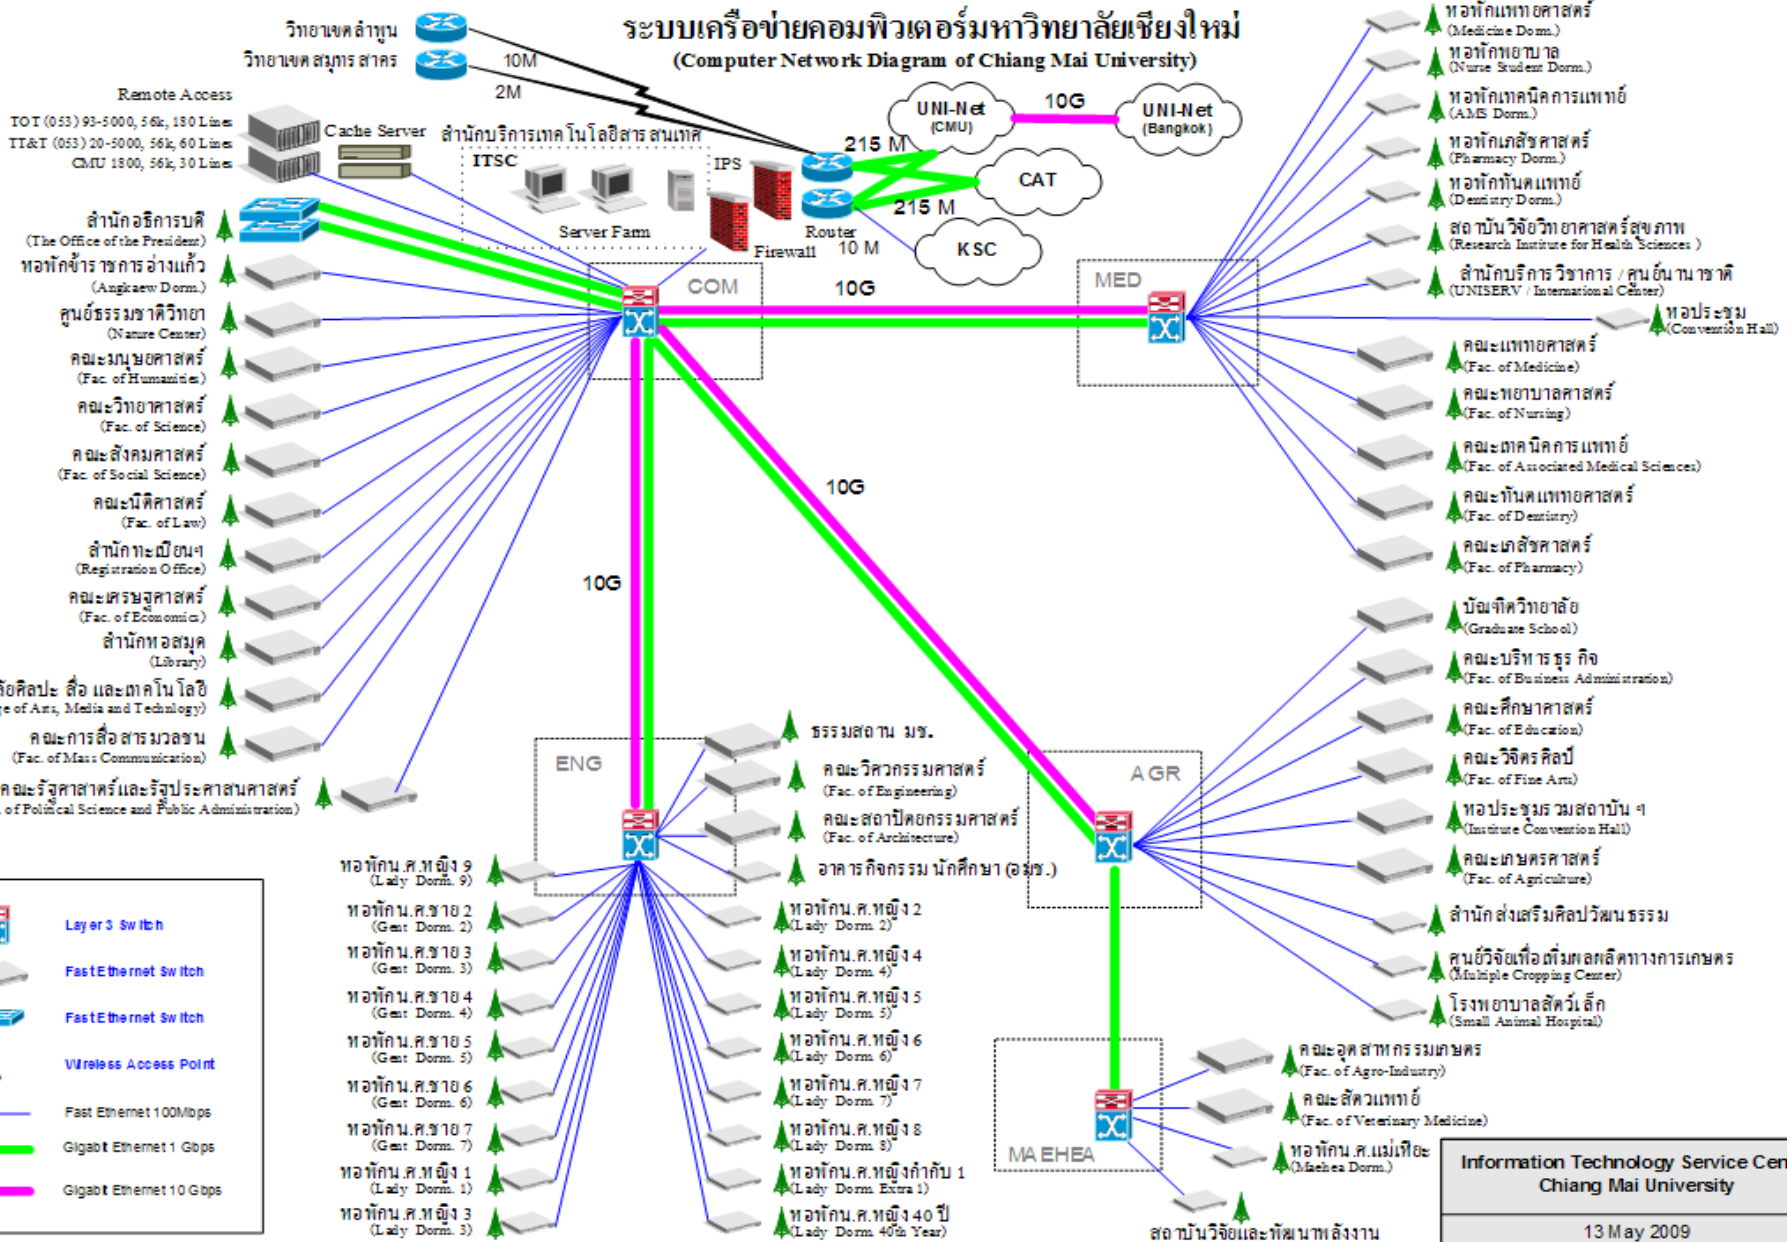 ระบบเครือข่ายคอมพิวเตอร์มหาวิทยาลัยเชียงใหม่
(Computer Network Diagram of Chiang Mai University)
วิทยาเขตลำพูน
วิทยาเขตสมุทรสาคร
10M
2M
Remote Access
TOT (053) 93-5000, 56k, 180 Lines
TT&T (053) 20-5000, 56k, 60 Lines
CMU 1800, 56k, 30 Lines
Cache Server
สำนักบริการเทคโนโลยีสารสนเทศ
ITSC
Server Farm
IPS
Firewall
Router
215 M
215 M
10 M
UNI-Net
(CMU)
10G
UNI-Net
(Bangkok)
CAT
KSC
COM
10G
MED
10G
10G
ENG
AGR
MAEHEA
สำนักอธิการบดี
(The Office of the President)
หอพักข้าราชการอ่างแก้ว
(Angkaew Dorm.)
ศูนย์ธรรมชาติวิทยา
(Nature Center)
คณะมนุษยศาสตร์
(Fac. of Humanities)
คณะวิทยาศาสตร์
(Fac. of Science)
คณะสังคมศาสตร์
(Fac. of Social Science)
คณะนิติศาสตร์
(Fac. of Law)
สำนักทะเบียนฯ
(Registration Office)
คณะเศรษฐศาสตร์
(Fac. of Economics)
สำนักหอสมุด
(Library)
ัยศิลปะ สื่อ และเทคโนโลยี
ge of Arts, Media and Technlogy)
คณะการสื่อสารมวลชน
(Fac. of Mass Communication)
คณะรัฐศาสตร์และรัฐประศาสนศาสตร์
. of Political Science and Public Administration)
หอพักแพทยศาสตร์
(Medicine Dorm.)
หอพักพยาบาล
(Nurse Student Dorm.)
หอพักเทคนิคการแพทย์
(AMS Dorm.)
หอพักเภสัชศาสตร์
(Pharmacy Dorm.)
หอพักทันตแพทย์
(Dentistry Dorm.)
สถาบันวิจัยวิทยาศาสตร์สุขภาพ
(Research Institute for Health Sciences )
สำนักบริการวิชาการ / ศูนย์นานาชาติ
(UNISERV / International Center)
หอประชุม
(Convention Hall)
คณะแพทยศาสตร์
(Fac. of Medicine)
คณะพยาบาลศาสตร์
(Fac. of Nursing)
คณะเทคนิคการแพทย์
(Fac. of Associated Medical Sciences)
คณะทันตแพทยศาสตร์
(Fac. of Dentistry)
คณะเภสัชศาสตร์
(Fac. of Pharmacy)
บัณฑิตวิทยาลัย
(Graduate School)
คณะบริหารธุรกิจ
(Fac. of Business Administration)
คณะศึกษาศาสตร์
(Fac. of Education)
คณะวิจิตรศิลป์
(Fac. of Fine Arts)
หอประชุมรวมสถาบัน ฯ
(Institute Convention Hall)
คณะเกษตรศาสตร์
(Fac. of Agriculture)
สำนักส่งเสริมศิลปวัฒนธรรม
ศูนย์วิจัยเพื่อเพิ่มผลผลิตทางการเกษตร
(Multiple Cropping Center)
โรงพยาบาลสัตว์เล็ก
(Small Animal Hospital)
ธรรมสถาน มช.
คณะวิศวกรรมศาสตร์
(Fac. of Engineering)
คณะสถาปัตยกรรมศาสตร์
(Fac. of Architecture)
อาคารกิจกรรม นักศึกษา (อมช.)
หอพักน.ศ.หญิง 9
(Lady Dorm. 9)
หอพักน.ศ.ชาย 2
(Gent Dorm. 2)
หอพักน.ศ.ชาย 3
(Gent Dorm. 3)
หอพักน.ศ.ชาย 4
(Gent Dorm. 4)
หอพักน.ศ.ชาย 5
(Gent Dorm. 5)
หอพักน.ศ.ชาย 6
(Gent Dorm. 6)
หอพักน.ศ.ชาย 7
(Gent Dorm. 7)
หอพักน.ศ.หญิง 1
(Lady Dorm. 1)
หอพักน.ศ.หญิง 3
(Lady Dorm. 3)
หอพักน.ศ.หญิง 2
(Lady Dorm. 2)
หอพักน.ศ.หญิง 4
(Lady Dorm. 4)
หอพักน.ศ.หญิง 5
(Lady Dorm. 5)
หอพักน.ศ.หญิง 6
(Lady Dorm. 6)
หอพักน.ศ.หญิง 7
(Lady Dorm. 7)
หอพักน.ศ.หญิง 8
(Lady Dorm. 8)
หอพักน.ศ.หญิงกำกับ 1
(Lady Dorm. Extra 1)
หอพักน.ศ.หญิง 40 ปี
(Lady Dorm. 40th Year)
คณะอุตสาหกรรมเกษตร
(Fac. of Agro-Industry)
คณะสัตวแพทย์
(Fac. of Veterinary Medicine)
หอพักน.ศ.แม่เหียะ
(Maehea Dorm.)
สถาบันวิจัยและพัฒนาพลังงาน
Layer 3 Switch
Fast Ethernet Switch
Fast Ethernet Switch
Wireless Access Point
Fast Ethernet 100Mbps
Gigabit Ethernet 1 Gbps
Gigabit Ethernet 10 Gbps
Information Technology Service Cen
Chiang Mai University
13 May 2009